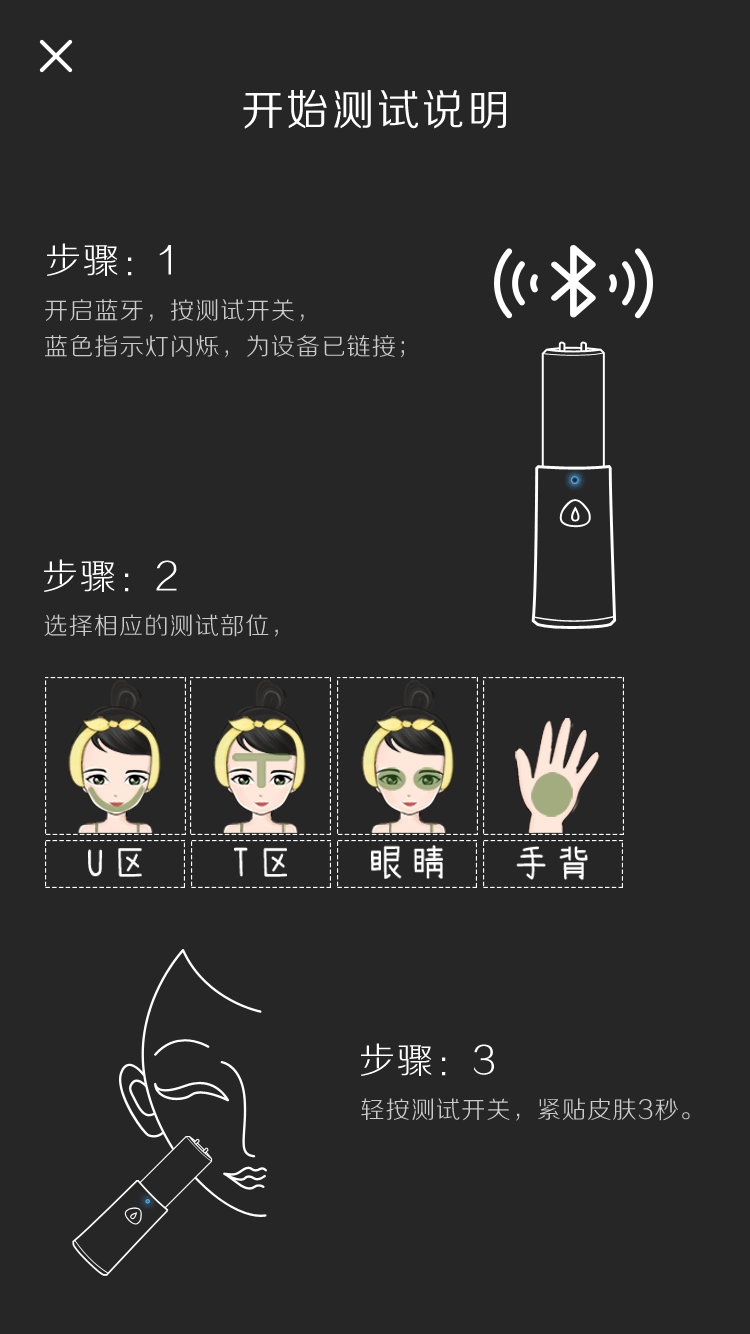 开始测试说明
步骤：1
开启蓝牙，按测试开关，
蓝色指示灯闪烁，为设备已链接；
步骤：2
选择相应的测试部位，
U区
T区
眼睛
手背
步骤：3
轻按测试开关，紧贴皮肤3秒。